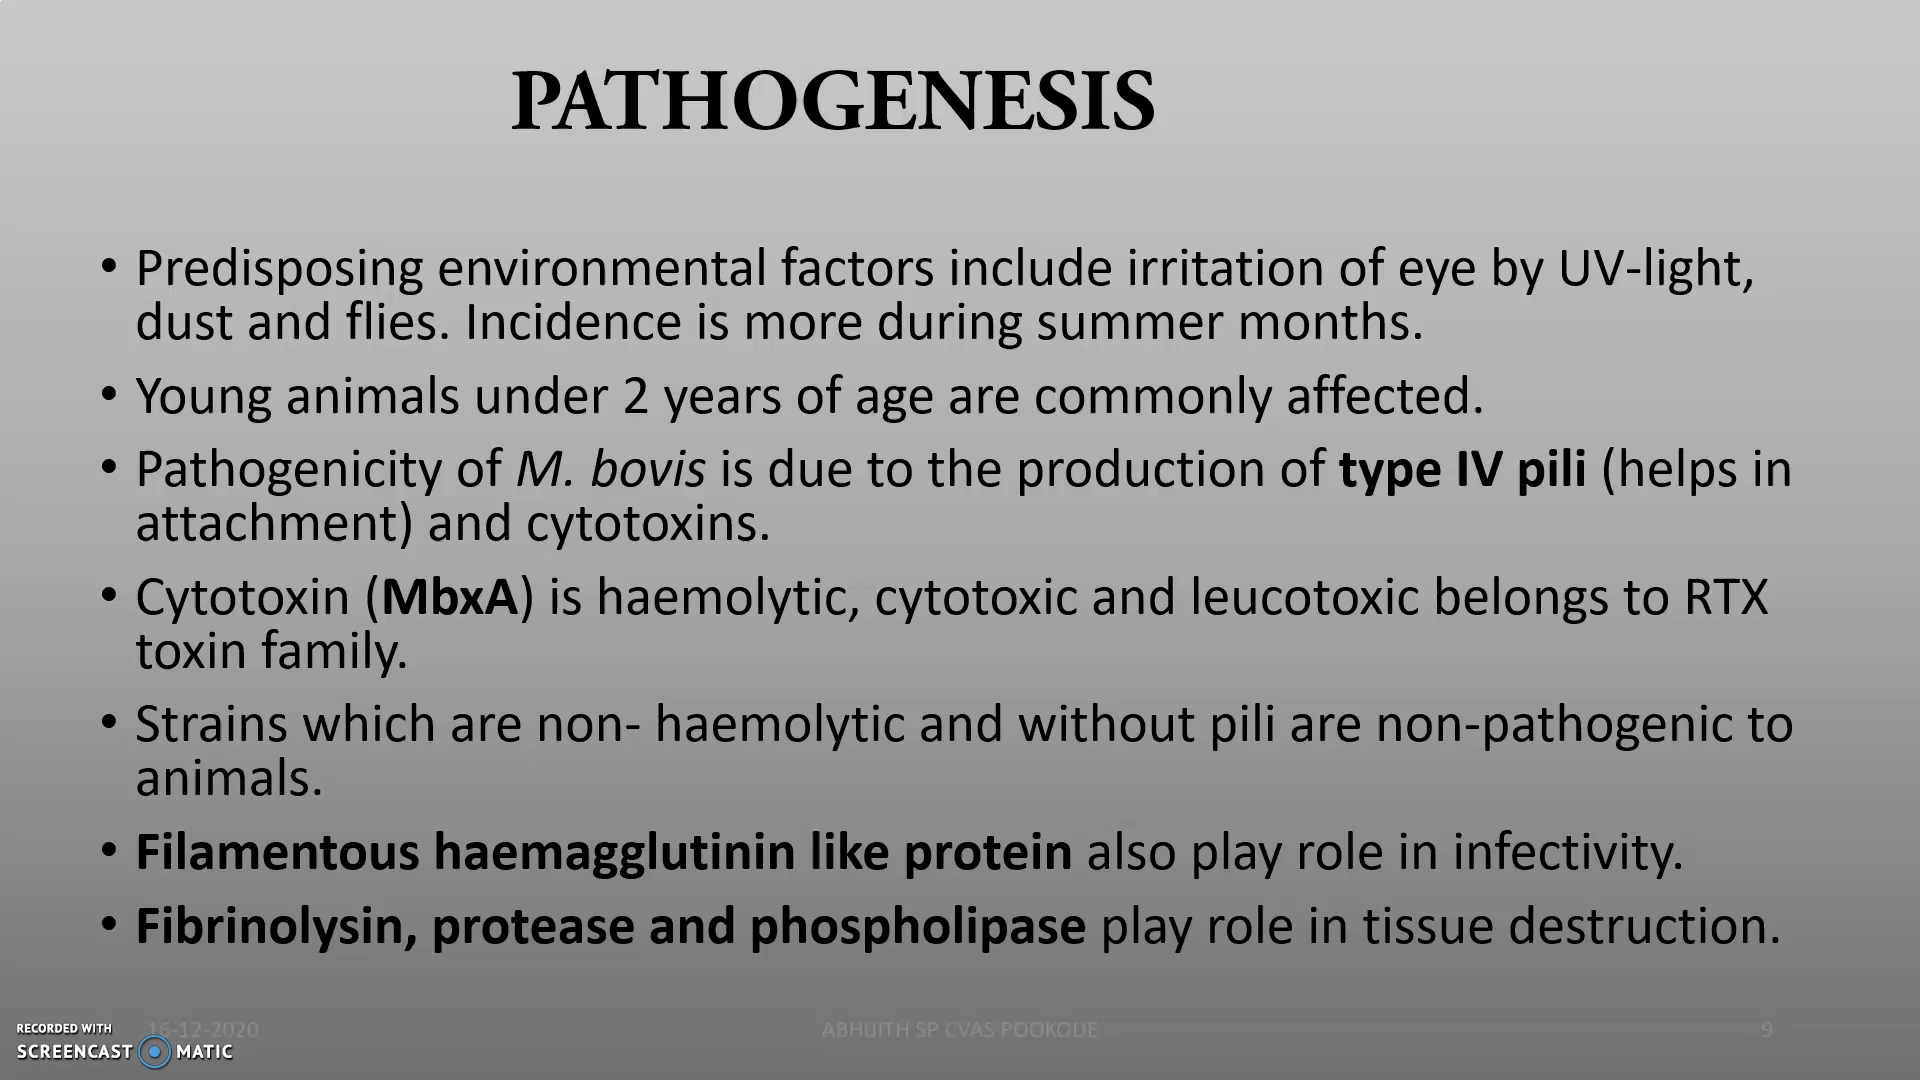 PATHOGENESIS
• Predisposing environmental factors include irritation of eye by UV-light,
dust and flies. Incidence is more during summer months.
• Young animals under 2 years of age are commonly affected.
• Pathogenicity of M. bovis is due to the production of type IV pili (helps in
attachment) and cytotoxins.
• Cytotoxin (MbxA) is haemolytic, cytotoxic and leucotoxic belongs to RTX
toxin family.
• Strains which are non- haemolytic and without pili are non-pathogenic to
animals.
• Filamentous haemagglutinin like protein also play role in infectivity.
• Fibrinolysin, protease and phospholipase play role in tissue destruction.
16-12-2020
ABHIJITH SP CVAS POOKODE
9
RECORDED WITH
SCREENCAST MATIC